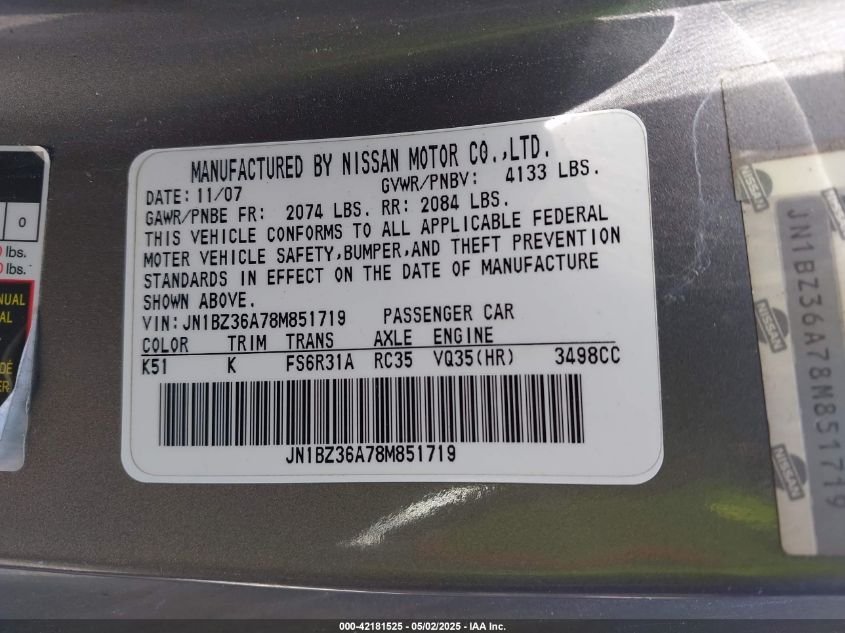 MANUFACTURED BY NISSAN MOTOR CO.,LTD.
DATE: 11/07 GVWR/PNBV: 4133 LBS.
GAWR/PNBE FR: 2074 LBS. RR: 2084 LBS.
THIS VEHICLE CONFORMS TO ALL APPLICABLE FEDERAL
MOTOR VEHICLE SAFETY,BUMPER,AND THEFT PREVENTION
STANDARDS IN EFFECT ON THE DATE OF MANUFACTURE
SHOWN ABOVE.
VIN:JN1BZ36A78M851719 PASSENGER CAR
COLOR TRIM TRANS AXLE ENGINE
K51 K FS6R31A RC35 VQ35(HR) 3498CC
JN1BZ36A78M851719
0
lbs.
lbs.
NISSAN
NISSAN
NISSAN
JN1BZ36A78M851719
000-42181525 - 05/02/2025 - IAA Inc.